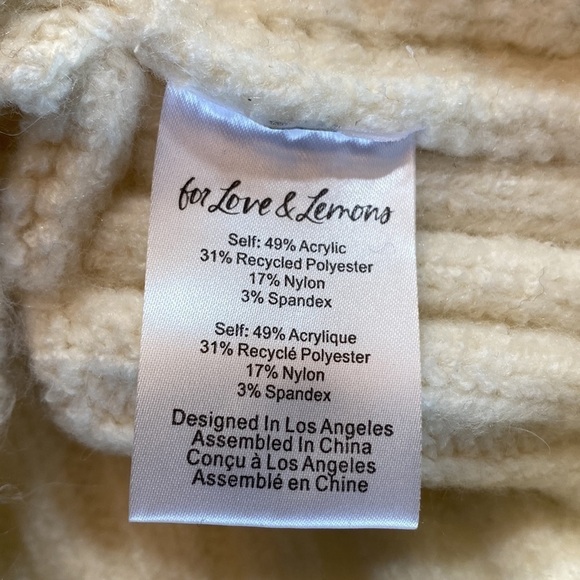 for Love & Lemons
Self: 49% Acrylic
31% Recycled Polyester
17% Nylon
3% Spandex
Self: 49% Acrylique
31% Recyclé Polyester
17% Nylon
3% Spandex
Designed In Los Angeles
Assembled In China
Conçu à Los Angeles
Assemblé en Chine